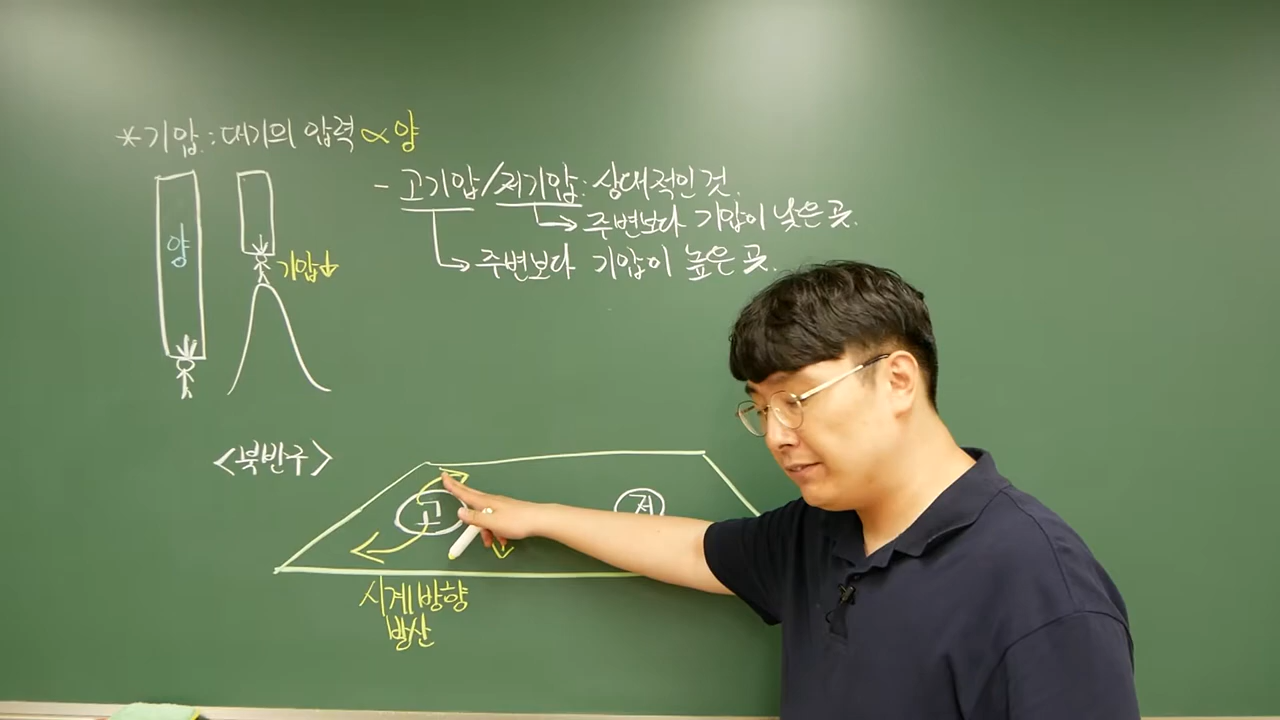 *기압: 대기의 압력 ∝ 양
- 고기압/저기압: 상대적인 것.
→ 주변보다 기압이 낮은 곳.
→ 주변보다 기압이 높은 곳.
양
기압↓
<북반구>
고
저
시계방향
발산